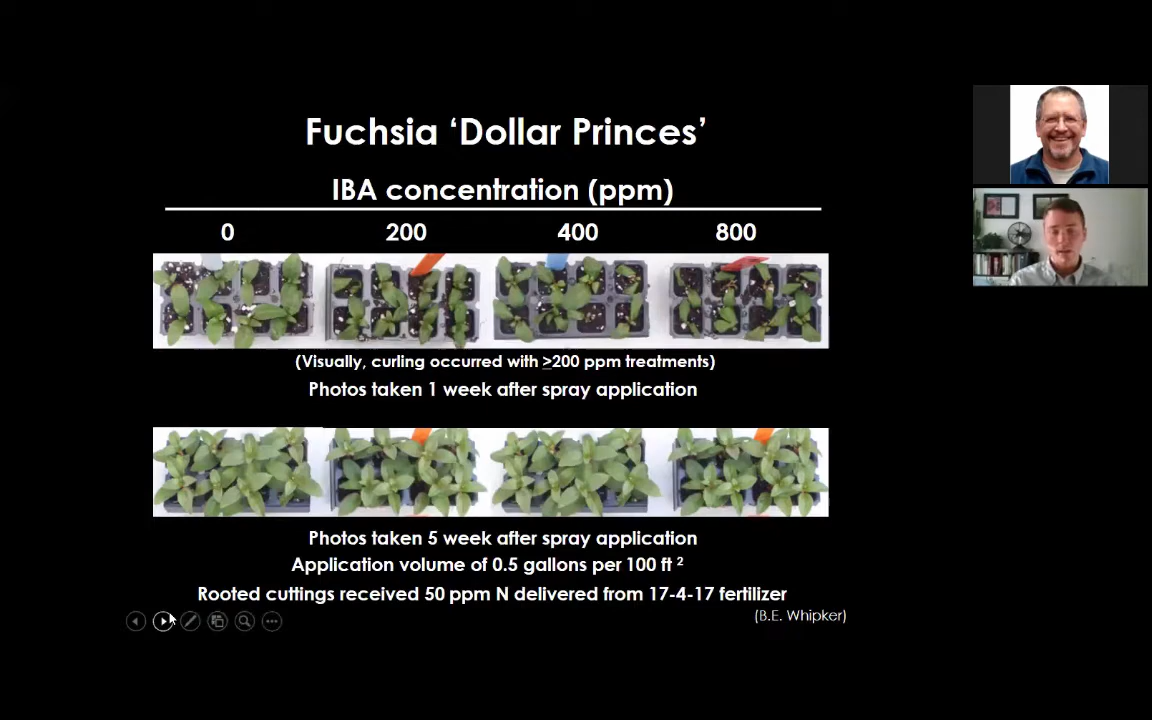 Fuchsia ‘Dollar Princes’
IBA concentration (ppm)
0 200 400 800
(Visually, curling occurred with ≥200 ppm treatments)
Photos taken 1 week after spray application
Photos taken 5 week after spray application
Application volume of 0.5 gallons per 100 ft ²
Rooted cuttings received 50 ppm N delivered from 17-4-17 fertilizer
(B.E. Whipker)